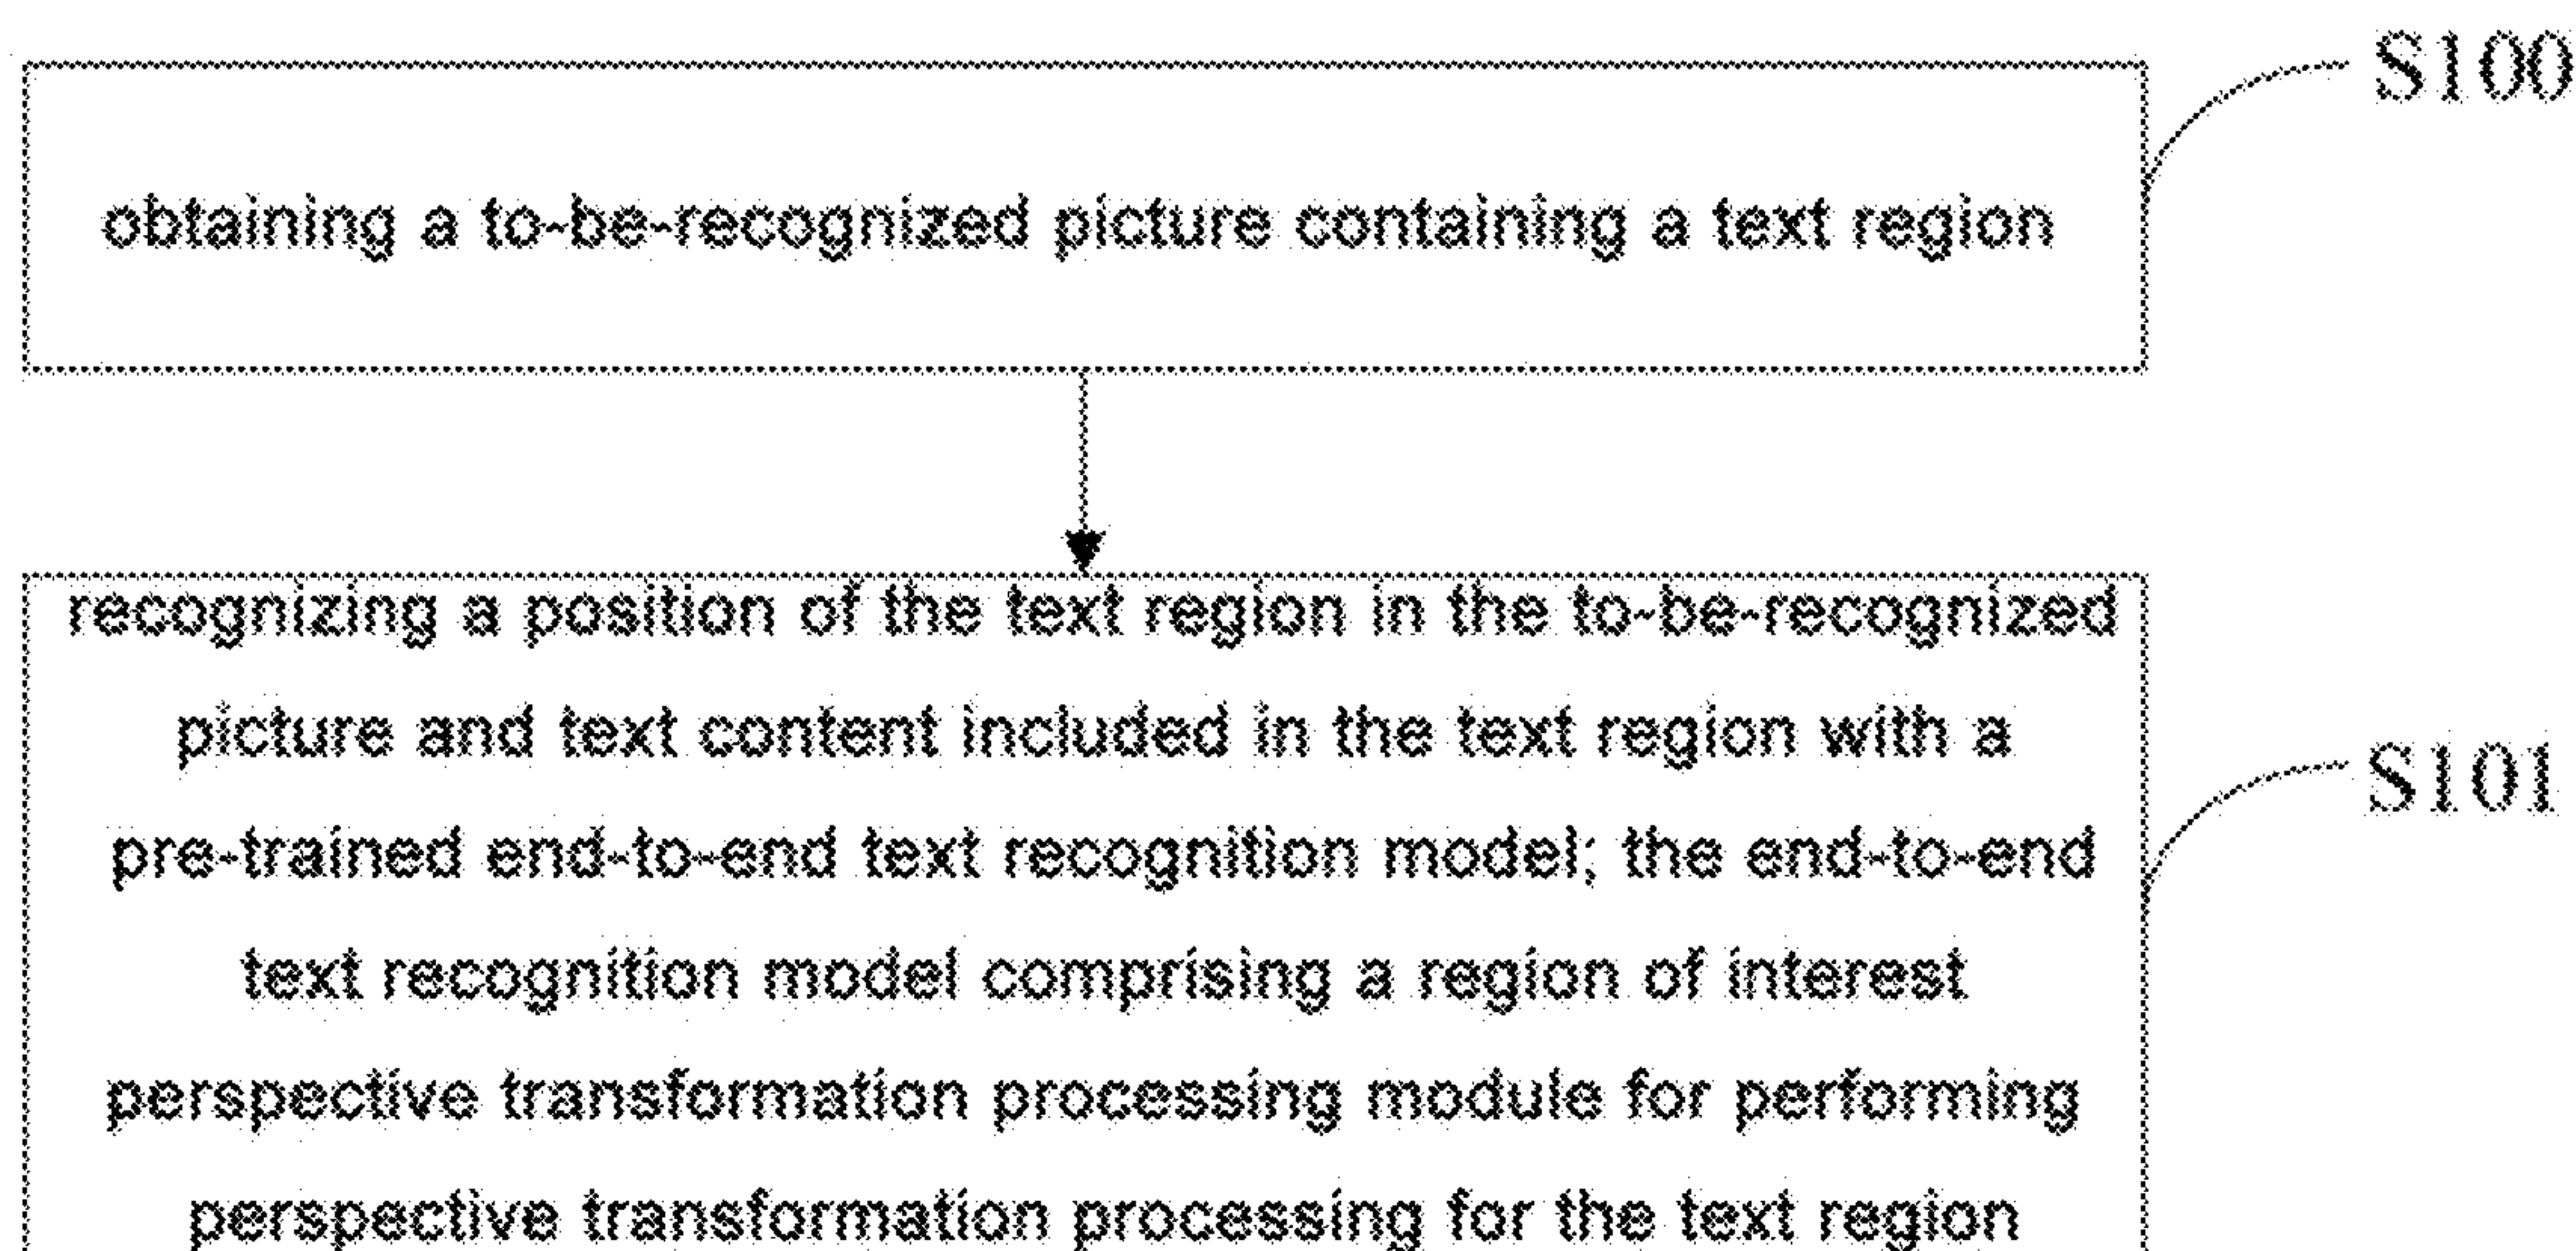 S100
obtaining a to-be-recognized picture containing a text region
recognizing a position of the text region in the to-be-recognized
picture and text content included in the text region with a
S101
pre-trained end-to-end text recognition model; the end-to-end
text recognition model comprising a region of interest
perspective transformation processing module for performing
perspective transformation processing for the text region